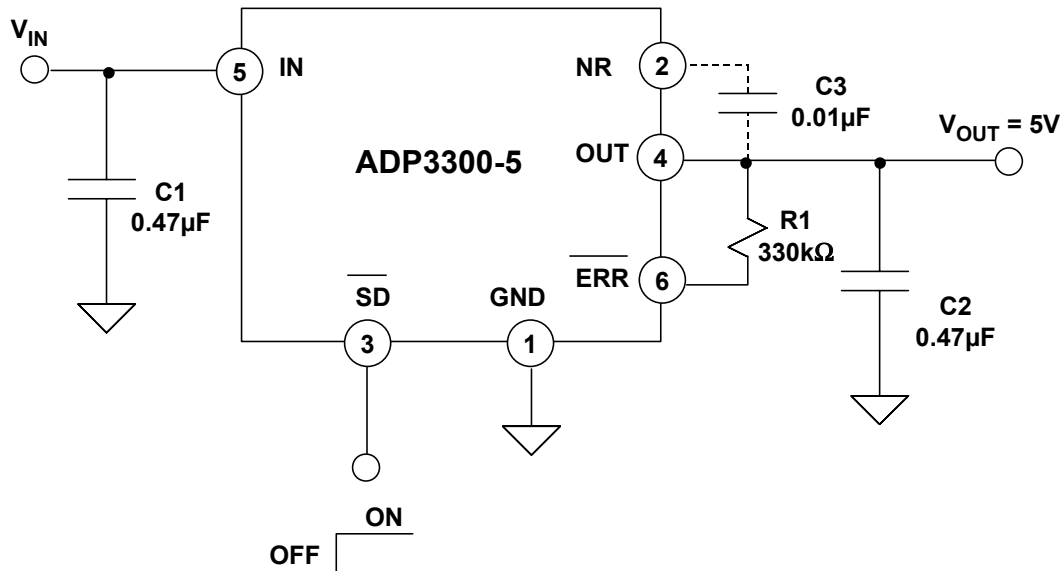 VIN
5
IN
NR
2
C3
0.01µF
VOUT = 5V
ADP3300-5
OUT
4
C1
0.47µF
R1
330kΩ
ERR
6
SD
GND
3
1
C2
0.47µF
ON
OFF